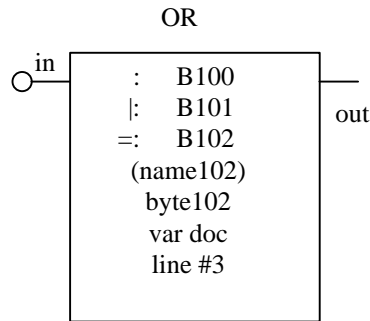 OR
in
: B100
|: B101
out
=: B102
(name102)
byte102
var doc
line #3